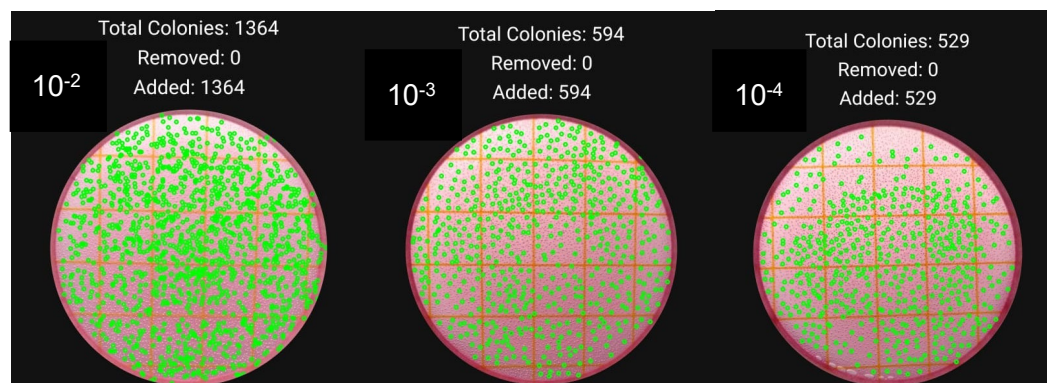 Total Colonies: 1364
Removed: 0
Added: 1364
10-2
Total Colonies: 594
Removed: 0
Added: 594
10-3
Total Colonies: 529
Removed: 0
Added: 529
10-4